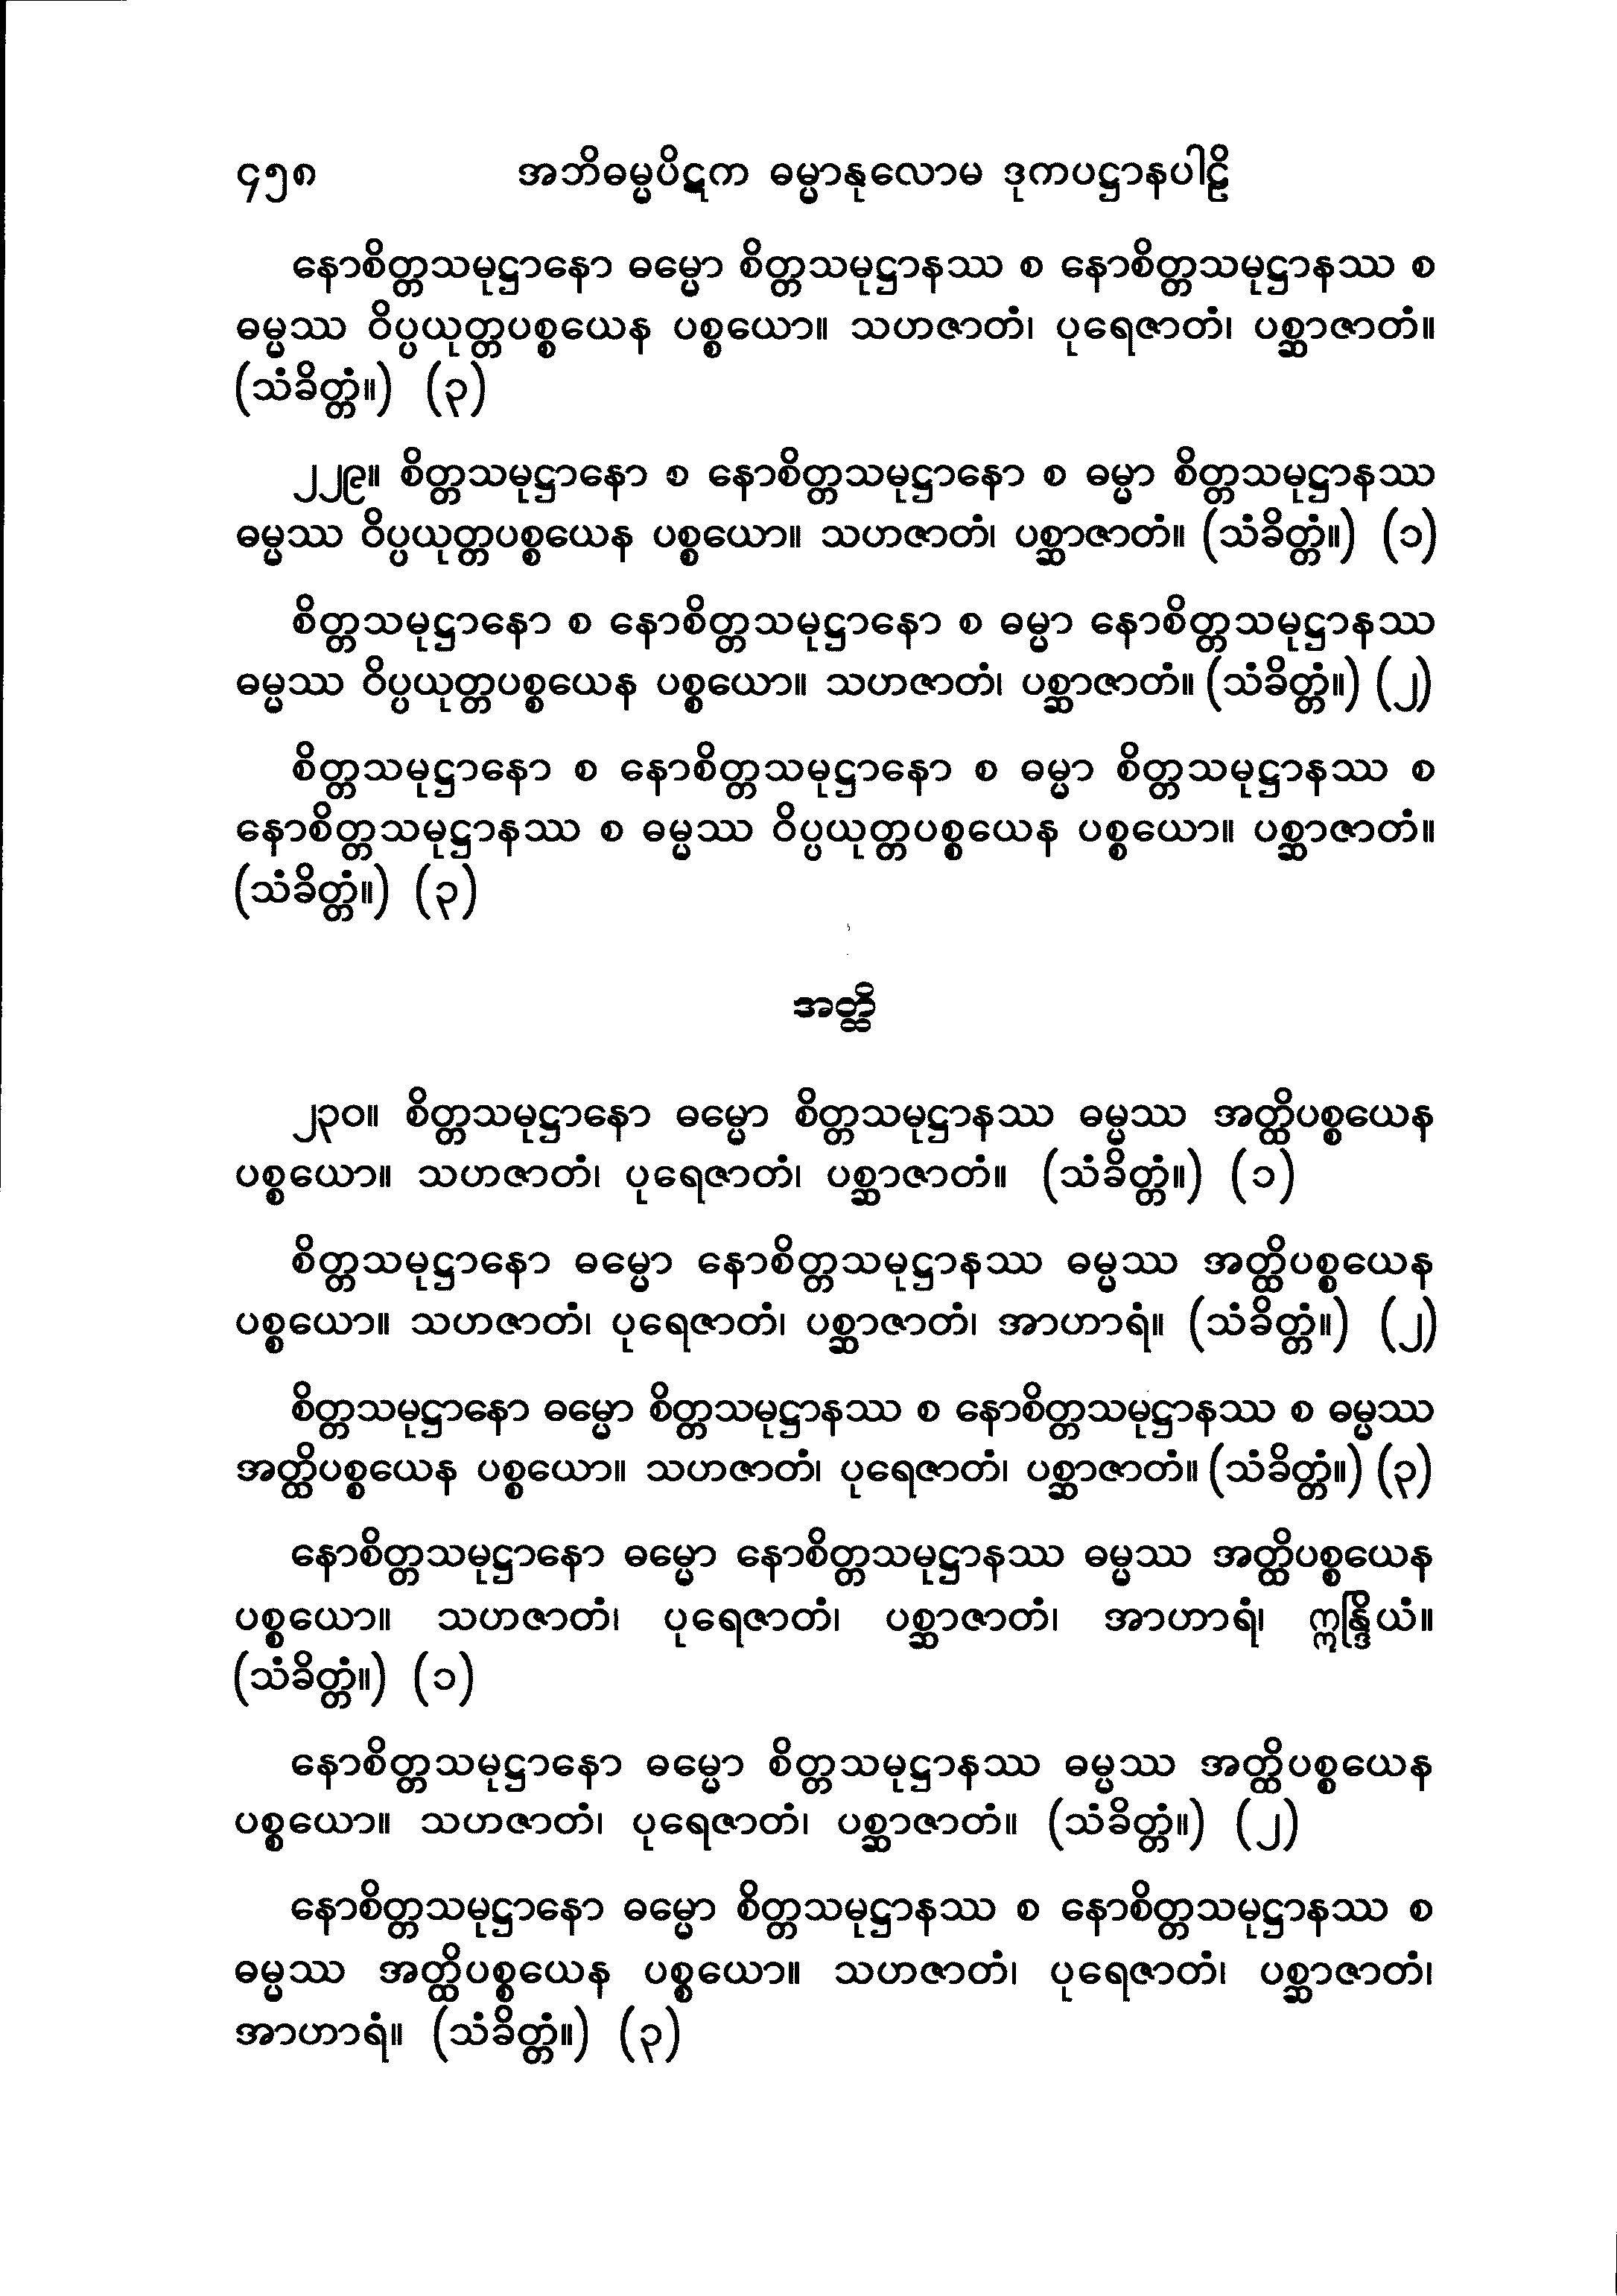 ၄၅၈ အဘိဓမ္မပိဋက ဓမ္မာနုလောမ ဒုကပဋ္ဌာနပါဠိ
နောစိတ္တသမုဋ္ဌာနော ဓမ္မော စိတ္တသမုဋ္ဌာနဿ စ နောစိတ္တသမုဋ္ဌာနဿ စ
ဓမ္မဿ ဝိပ္ပယုတ္တပစ္စယေန ပစ္စယော။ သဟဇာတံ၊ ပုရေဇာတံ၊ ပစ္ဆာဇာတံ။
(သံခိတ္တံ။) (၃)
၂၂၉။ စိတ္တသမုဋ္ဌာနော စ နောစိတ္တသမုဋ္ဌာနော စ ဓမ္မာ စိတ္တသမုဋ္ဌာနဿ
ဓမ္မဿ ဝိပ္ပယုတ္တပစ္စယေန ပစ္စယော။ သဟဇာတံ၊ ပစ္ဆာဇာတံ။ (သံခိတ္တံ။) (၁)
စိတ္တသမုဋ္ဌာနော စ နောစိတ္တသမုဋ္ဌာနော စ ဓမ္မာ နောစိတ္တသမုဋ္ဌာနဿ
ဓမ္မဿ ဝိပ္ပယုတ္တပစ္စယေန ပစ္စယော။ သဟဇာတံ၊ ပစ္ဆာဇာတံ။ (သံခိတ္တံ။) (၂)
စိတ္တသမုဋ္ဌာနော စ နောစိတ္တသမုဋ္ဌာနော စ ဓမ္မာ စိတ္တသမုဋ္ဌာနဿ စ
နောစိတ္တသမုဋ္ဌာနဿ စ ဓမ္မဿ ဝိပ္ပယုတ္တပစ္စယေန ပစ္စယော။ ပစ္ဆာဇာတံ။
(သံခိတ္တံ။) (၃)
အတ္ထိ
၂၃၀။ စိတ္တသမုဋ္ဌာနော ဓမ္မော စိတ္တသမုဋ္ဌာနဿ ဓမ္မဿ အတ္ထိပစ္စယေန
ပစ္စယော။ သဟဇာတံ၊ ပုရေဇာတံ၊ ပစ္ဆာဇာတံ။ (သံခိတ္တံ။) (၁)
စိတ္တသမုဋ္ဌာနော ဓမ္မော နောစိတ္တသမုဋ္ဌာနဿ ဓမ္မဿ အတ္ထိပစ္စယေန
ပစ္စယော။ သဟဇာတံ၊ ပုရေဇာတံ၊ ပစ္ဆာဇာတံ၊ အာဟာရံ။ (သံခိတ္တံ။) (၂)
စိတ္တသမုဋ္ဌာနော ဓမ္မော စိတ္တသမုဋ္ဌာနဿ စ နောစိတ္တသမုဋ္ဌာနဿ စ ဓမ္မဿ
အတ္ထိပစ္စယေန ပစ္စယော။ သဟဇာတံ၊ ပုရေဇာတံ၊ ပစ္ဆာဇာတံ။ (သံခိတ္တံ။) (၃)
နောစိတ္တသမုဋ္ဌာနော ဓမ္မော နောစိတ္တသမုဋ္ဌာနဿ ဓမ္မဿ အတ္ထိပစ္စယေန
ပစ္စယော။ သဟဇာတံ၊ ပုရေဇာတံ၊ ပစ္ဆာဇာတံ၊ အာဟာရံ၊ ဣန္ဒြိယံ။
(သံခိတ္တံ။) (၁)
နောစိတ္တသမုဋ္ဌာနော ဓမ္မော စိတ္တသမုဋ္ဌာနဿ ဓမ္မဿ အတ္ထိပစ္စယေန
ပစ္စယော။ သဟဇာတံ၊ ပုရေဇာတံ၊ ပစ္ဆာဇာတံ။ (သံခိတ္တံ။) (၂)
နောစိတ္တသမုဋ္ဌာနော ဓမ္မော စိတ္တသမုဋ္ဌာနဿ စ နောစိတ္တသမုဋ္ဌာနဿ စ
ဓမ္မဿ အတ္ထိပစ္စယေန ပစ္စယော။ သဟဇာတံ၊ ပုရေဇာတံ၊ ပစ္ဆာဇာတံ၊
အာဟာရံ။ (သံခိတ္တံ။) (၃)